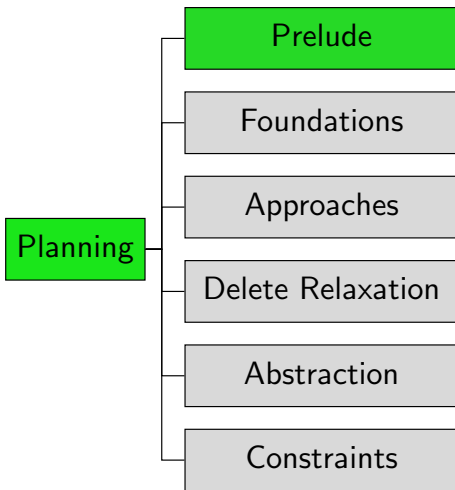 Prelude
Foundations
Approaches
Planning
Delete Relaxation
Abstraction
Constraints